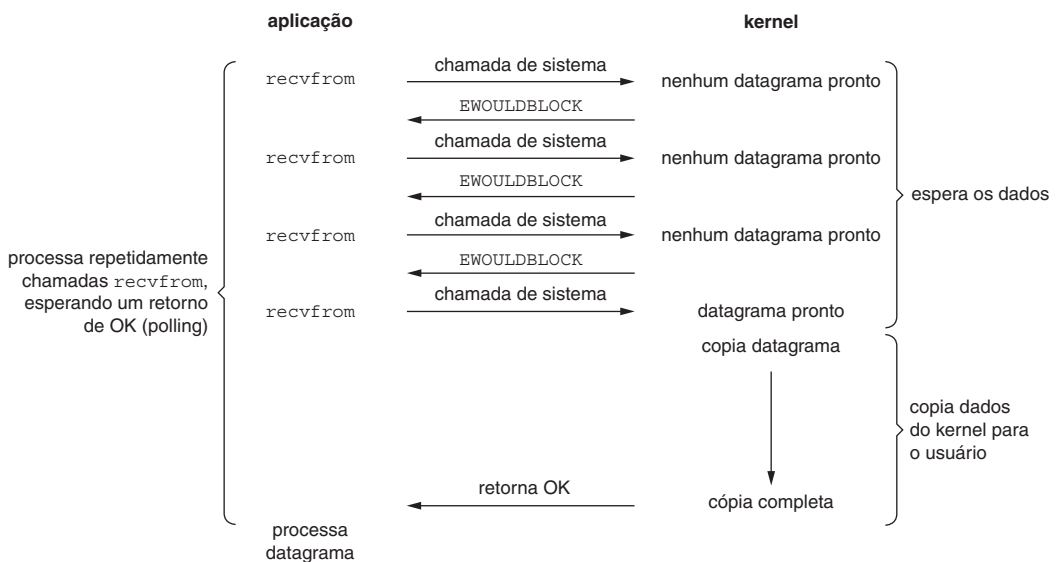 aplicação
kernel
recvfrom
chamada de sistema
nenhum datagrama pronto
EWOULDBLOCK
recvfrom
chamada de sistema
nenhum datagrama pronto
EWOULDBLOCK
recvfrom
chamada de sistema
nenhum datagrama pronto
EWOULDBLOCK
recvfrom
chamada de sistema
datagrama pronto
espera os dados
processa repetidamente
chamadas recvfrom,
esperando um retorno
de OK (polling)
copia datagrama
copia dados
do kernel para
o usuário
retorna OK
cópia completa
processa
datagrama